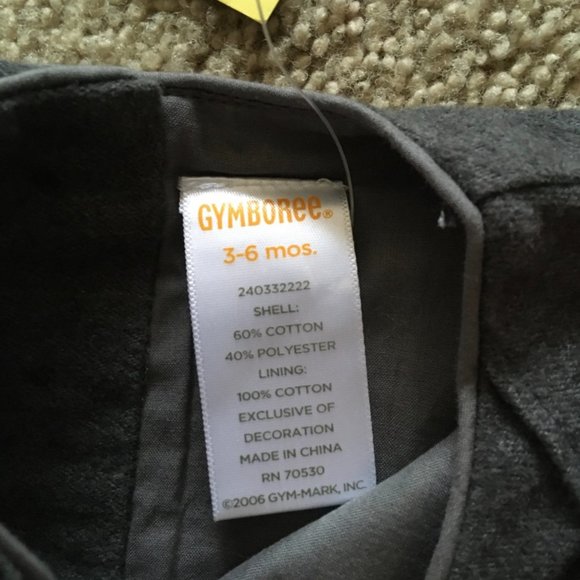 GYMBOREE®
3-6 mos.
240332222
SHELL:
60% COTTON
40% POLYESTER
LINING:
100% COTTON
EXCLUSIVE OF
DECORATION
MADE IN CHINA
RN 70530
©2006 GYM-MARK, INC.